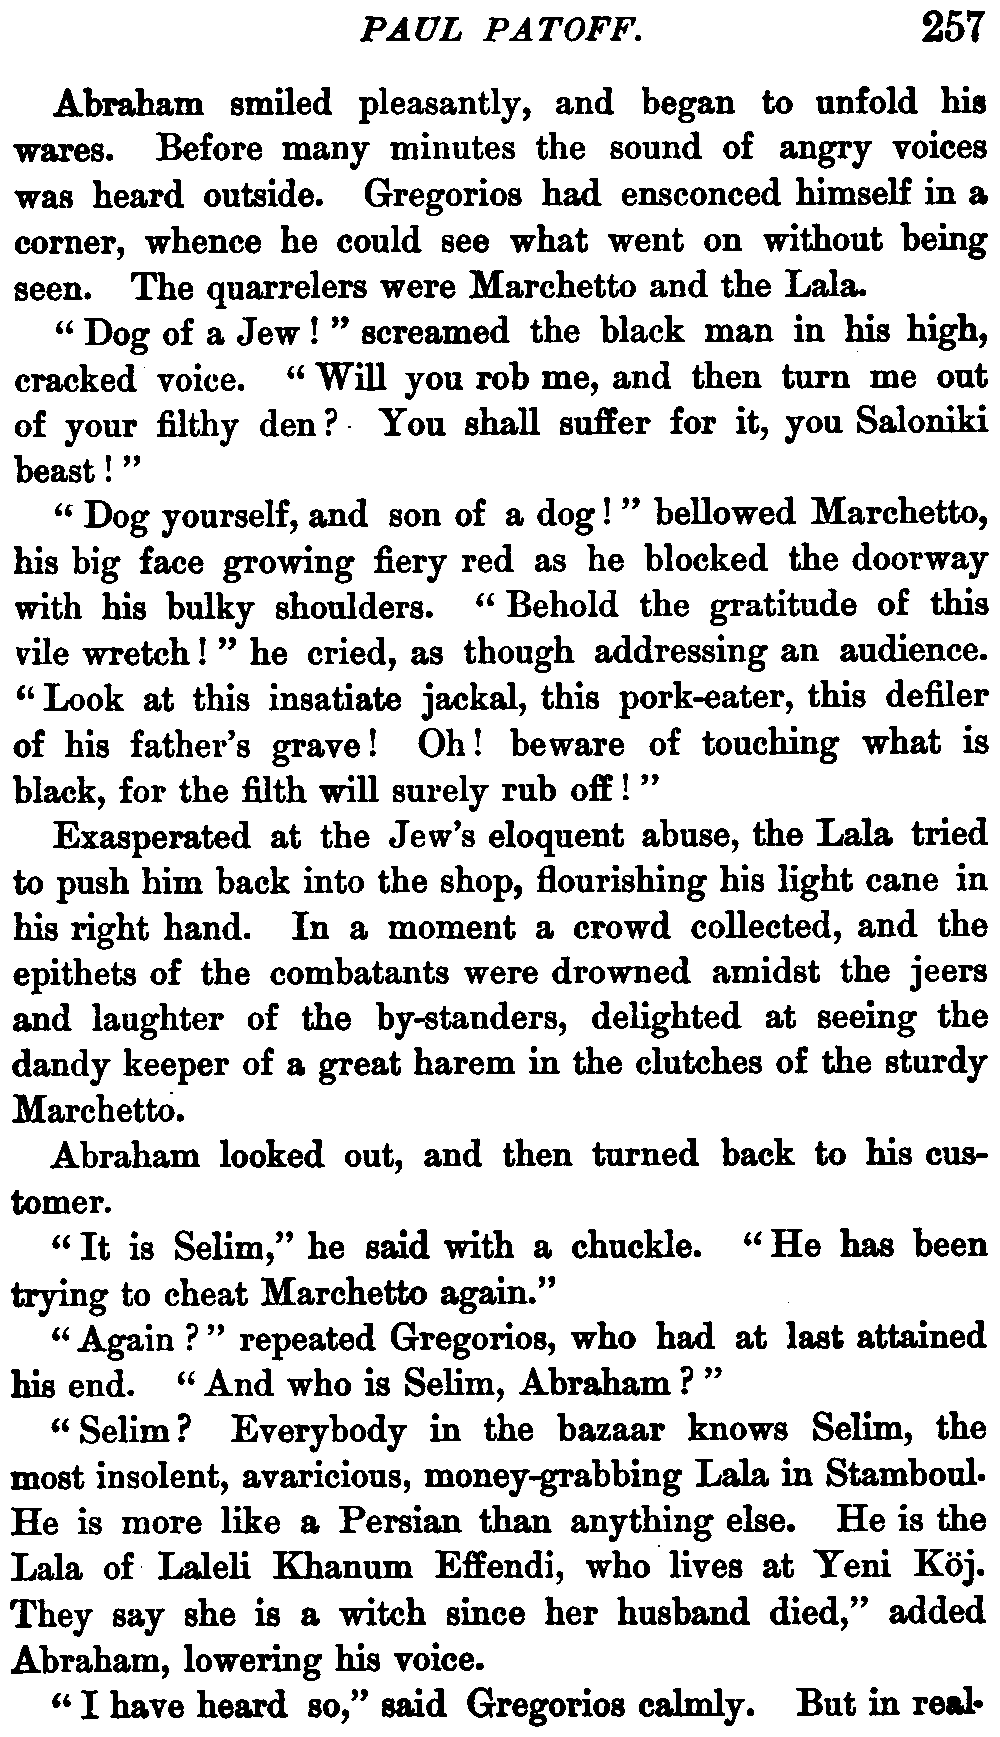 PAUL PATOFF. 257
Abraham smiled pleasantly, and began to unfold his
wares. Before many minutes the sound of angry voices
was heard outside. Gregorios had ensconced himself in a
corner, whence he could see what went on without being
seen. The quarrelers were Marchetto and the Lala.
“Dog of a Jew!” screamed the black man in his high,
cracked voice. “Will you rob me, and then turn me out
of your filthy den? You shall suffer for it, you Saloniki
beast!”
“Dog yourself, and son of a dog!” bellowed Marchetto,
his big face growing fiery red as he blocked the doorway
with his bulky shoulders. “Behold the gratitude of this
vile wretch!” he cried, as though addressing an audience.
“Look at this insatiate jackal, this pork-eater, this defiler
of his father’s grave! Oh! beware of touching what is
black, for the filth will surely rub off!”
Exasperated at the Jew’s eloquent abuse, the Lala tried
to push him back into the shop, flourishing his light cane in
his right hand. In a moment a crowd collected, and the
epithets of the combatants were drowned amidst the jeers
and laughter of the by-standers, delighted at seeing the
dandy keeper of a great harem in the clutches of the sturdy
Marchetto.
Abraham looked out, and then turned back to his cus-
tomer.
“It is Selim,” he said with a chuckle. “He has been
trying to cheat Marchetto again.”
“Again?” repeated Gregorios, who had at last attained
his end. “And who is Selim, Abraham?”
“Selim? Everybody in the bazaar knows Selim, the
most insolent, avaricious, money-grabbing Lala in Stamboul.
He is more like a Persian than anything else. He is the
Lala of Laleli Khanum Effendi, who lives at Yeni Köj.
They say she is a witch since her husband died,” added
Abraham, lowering his voice.
“I have heard so,” said Gregorios calmly. But in real-